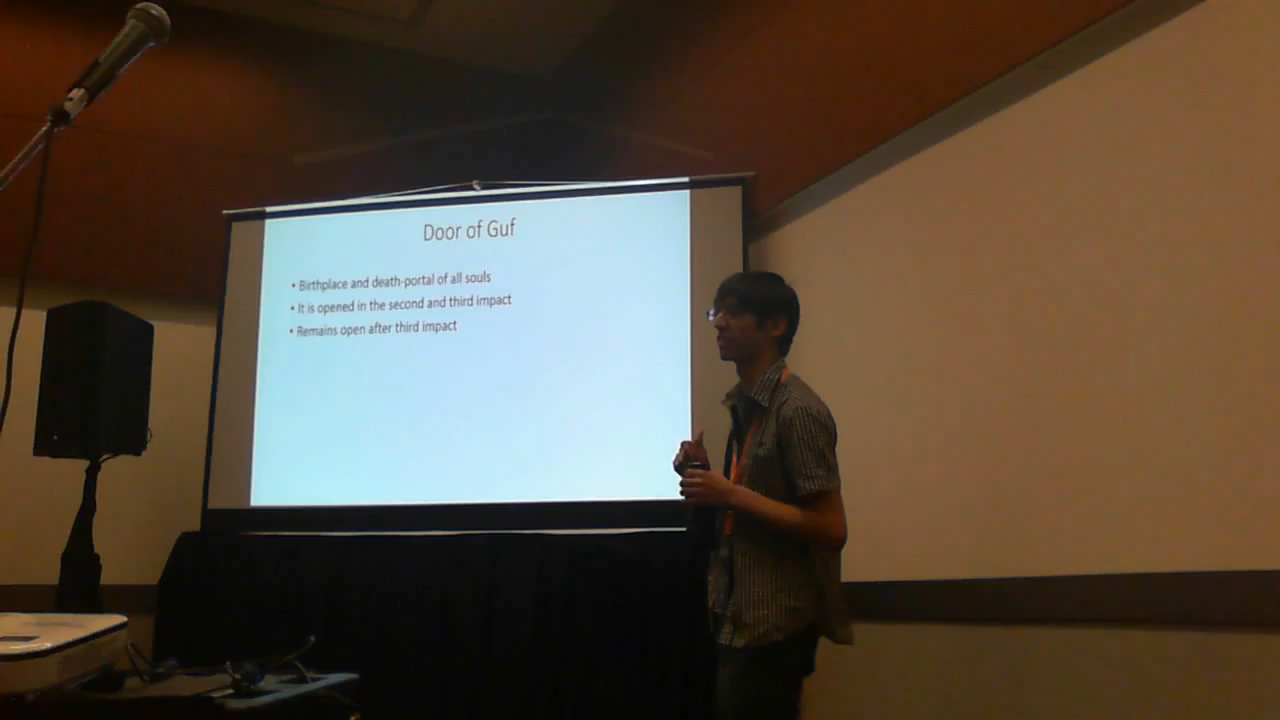 Door of Guf
• Birthplace and death-portal of all souls
• It is opened in the second and third impact
• Remains open after third impact